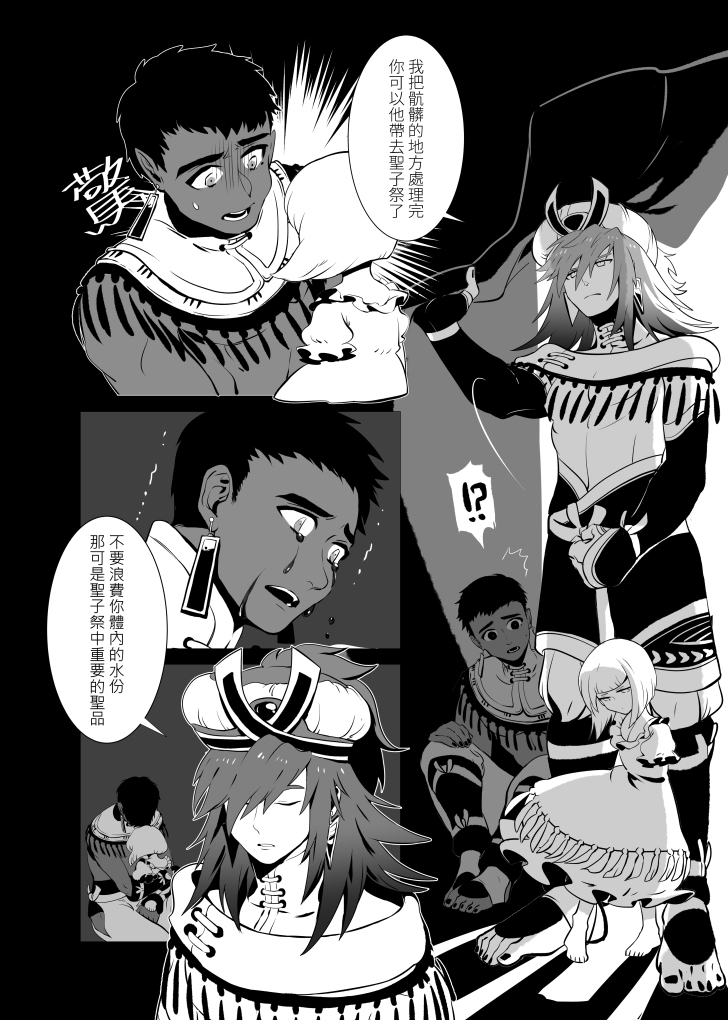 我把骯髒的地方處理完
你可以他帶去聖子祭了
驚
!?
不要浪費你體內的水份
那可是聖子祭中重要的聖品